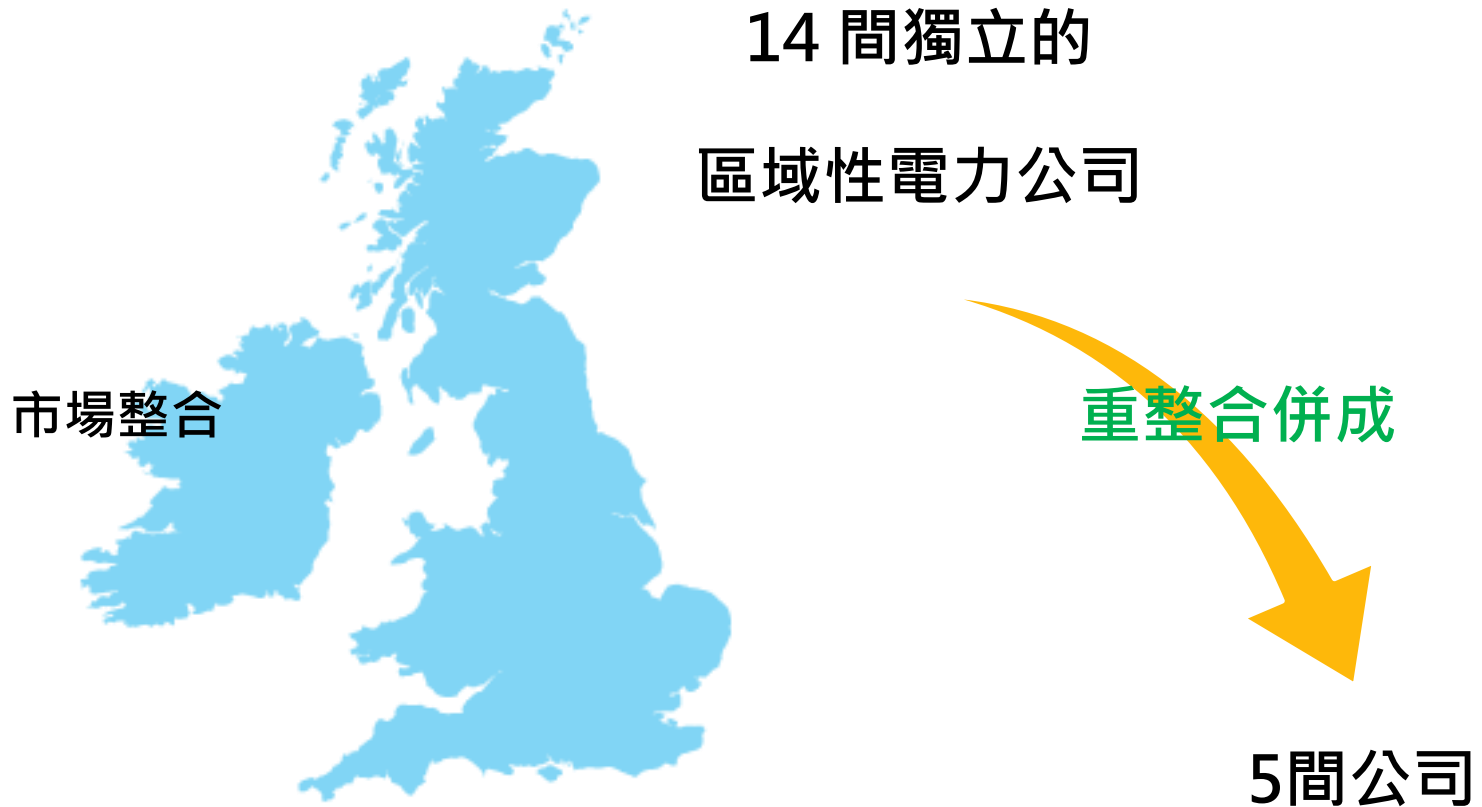 14 間獨立的
區域性電力公司
市場整合
重整合併成
5間公司